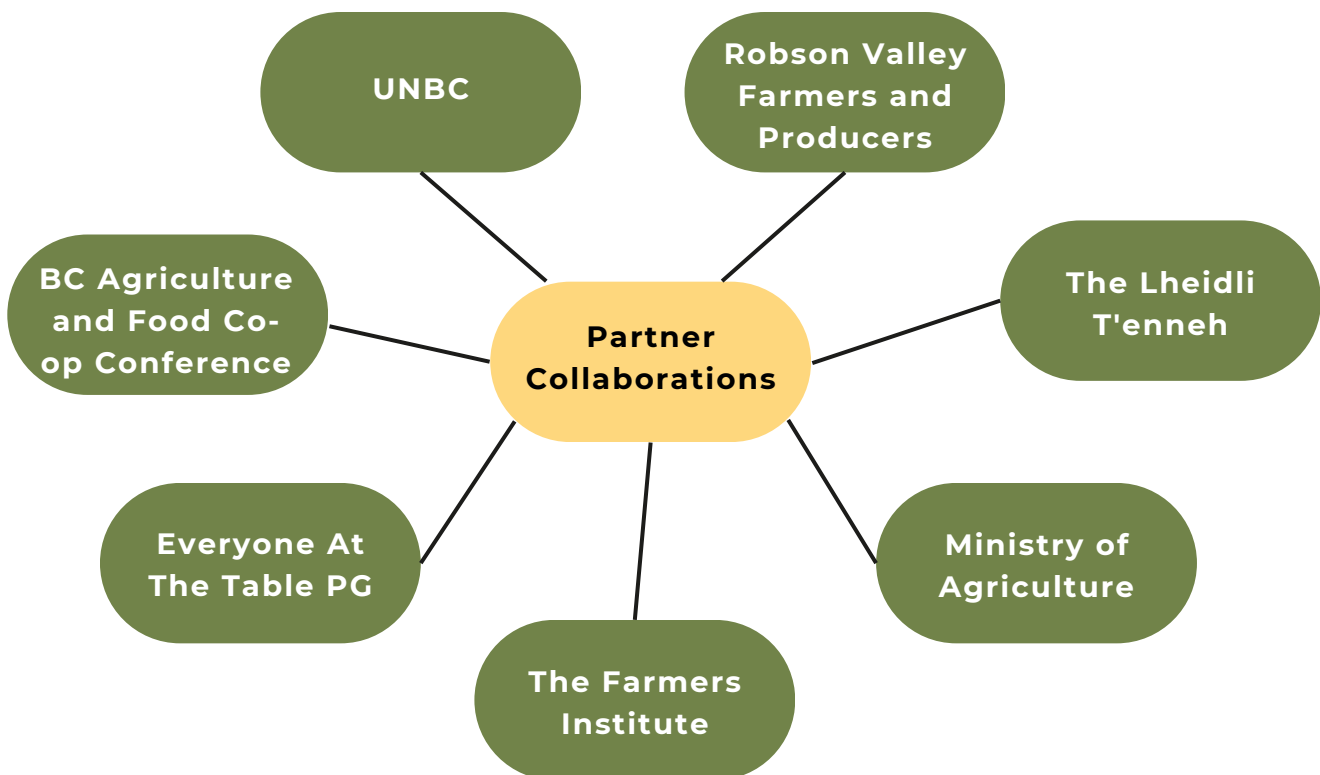 UNBC
Robson Valley
Farmers and
Producers
BC Agriculture
and Food Co-
op Conference
The Lheidli
T'enneh
Partner
Collaborations
Everyone At
The Table PG
Ministry of
Agriculture
The Farmers
Institute